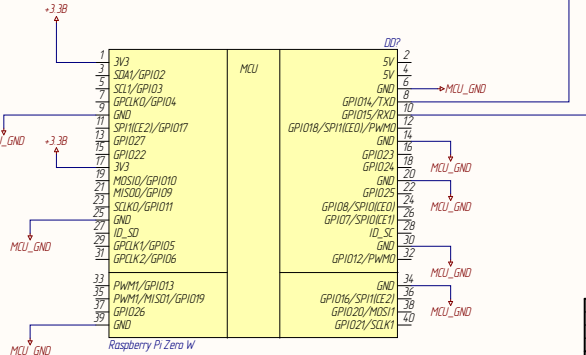 +3.3В
DD?
1 3V3 MCU 5V 2
3 SDA1/GPIO2 5V 4
5 SCL1/GPIO3 GND 6 MCU_GND
7 GPCLK0/GPIO4 GPIO14/TXD 8
9 GND GPIO15/RXD 10
11 SPI1(CE2)/GPIO17 GPIO18/SPI1(CE0)/PWM0 12
_GND +3.3В 13 GPIO27 GND 14
15 GPIO22 GPIO23 16
17 3V3 GPIO24 18 MCU_GND
19 MOSI0/GPIO10 GND 20
21 MISO0/GPIO9 GPIO25 22
23 SCLK0/GPIO11 GPIO8/SPI0(CE0) 24 MCU_GND
25 GND GPIO7/SPI0(CE1) 26
27 ID_SD ID_SC 28
MCU_GND 29 GPCLK1/GPIO5 GND 30
31 GPCLK2/GPIO6 GPIO12/PWM0 32
MCU_GND
33 PWM1/GPIO13 GND 34
35 PWM1/MISO1/GPIO19 GPIO16/SPI1(CE2) 36
37 GPIO26 GPIO20/MOSI1 38 MCU_GND
39 GND GPIO21/SCLK1 40
MCU_GND Raspberry Pi Zero W